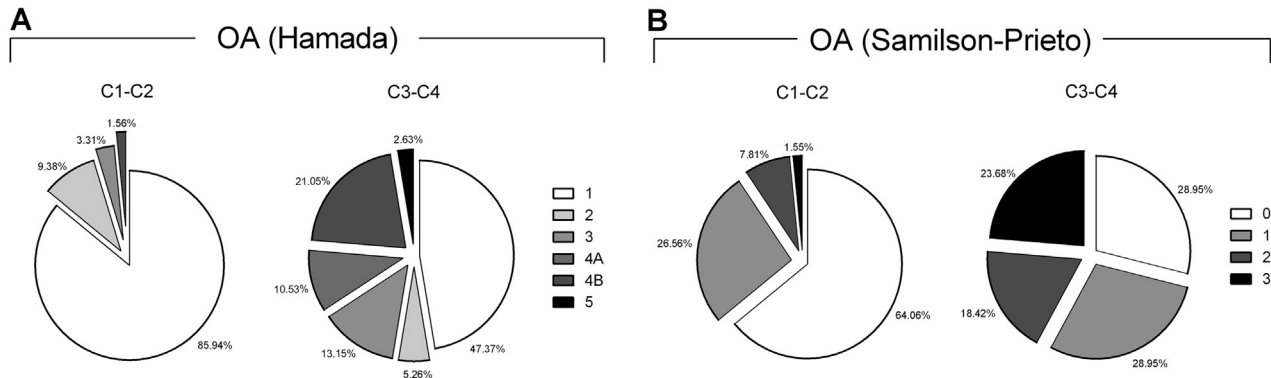 A
OA (Hamada)
C1-C2
C3-C4
1.56%
3.31%
9.38%
85.94%
2.63%
21.05%
10.53%
13.15%
5.26%
47.37%
1
2
3
4A
4B
5
B
OA (Samilson-Prieto)
C1-C2
C3-C4
1.55%
7.81%
26.56%
64.06%
23.68%
28.95%
18.42%
28.95%
0
1
2
3